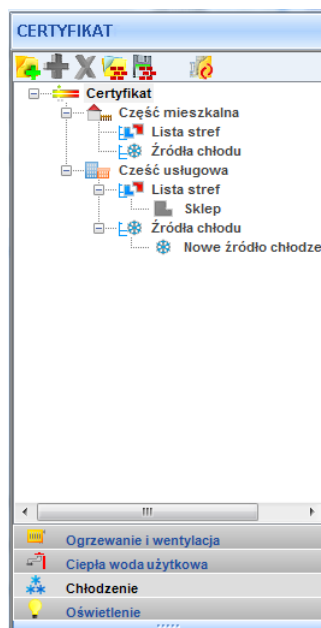 CERTYFIKAT
Certyfikat
Część mieszkalna
Lista stref
Źródła chłodu
Cześć usługowa
Lista stref
Sklep
Źródła chłodu
Nowe źródło chłodze
Ogrzewanie i wentylacja
Ciepła woda użytkowa
Chłodzenie
Oświetlenie